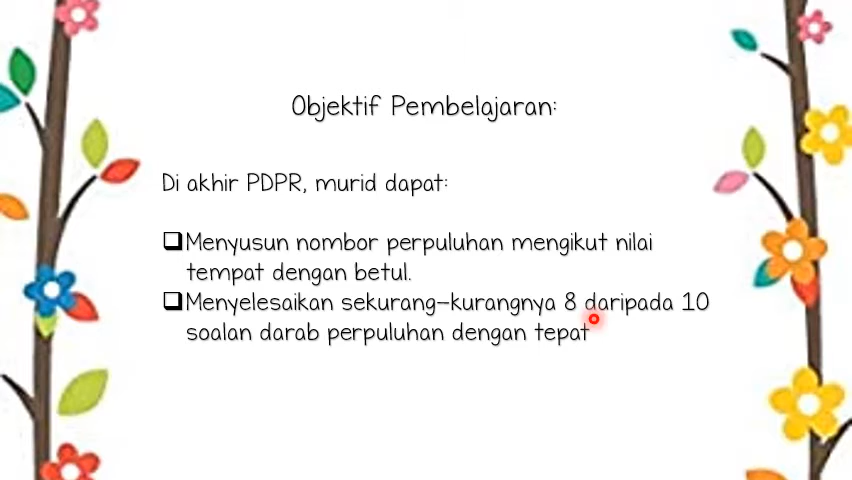 Objektif Pembelajaran:
Di akhir PDPR, murid dapat:
❑Menyusun nombor perpuluhan mengikut nilai
tempat dengan betul.
❑Menyelesaikan sekurang-kurangnya 8 daripada 10
soalan darab perpuluhan dengan tepat